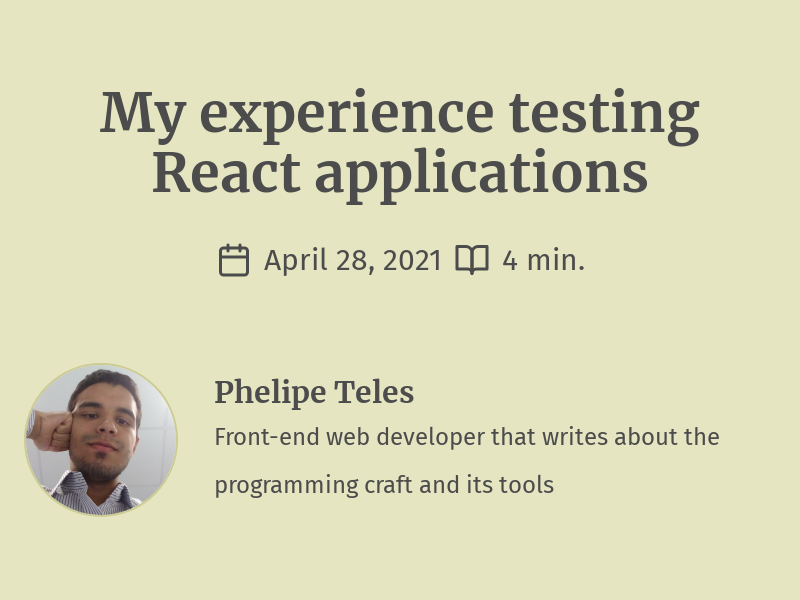 My experience testing
React applications
April 28, 2021 4 min.
Phelipe Teles
Front-end web developer that writes about the
programming craft and its tools